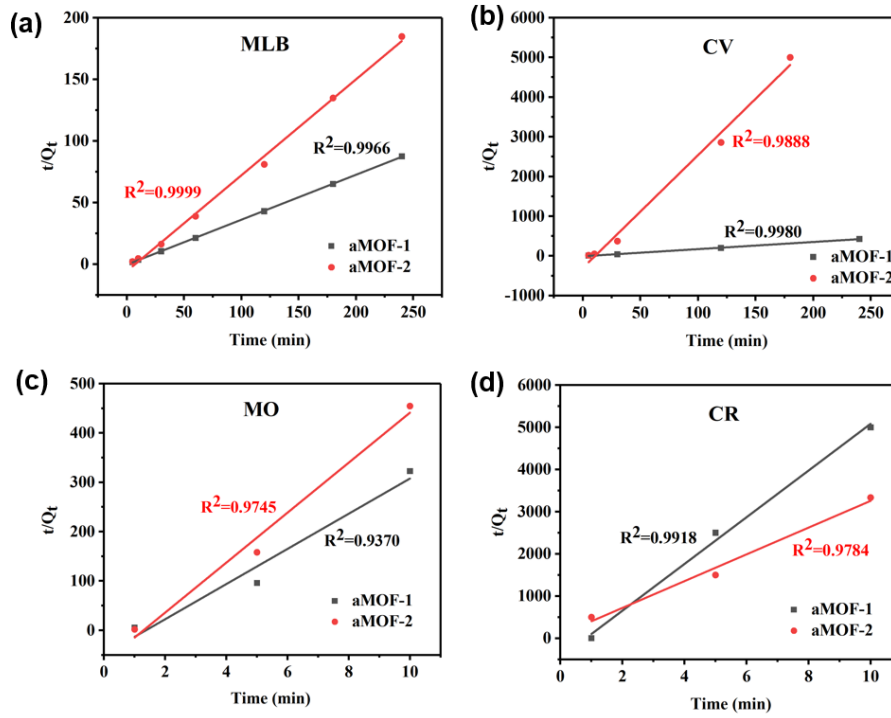 (a)
MLB
t/Qt
200
150
100
50
0
R²=0.9966
R²=0.9999
aMOF-1
aMOF-2
0 50 100 150 200 250
Time (min)
(b)
CV
t/Qt
6000
5000
4000
3000
2000
1000
0
-1000
R²=0.9888
R²=0.9980
aMOF-1
aMOF-2
0 50 100 150 200 250
Time (min)
(c)
MO
t/Qt
500
400
300
200
100
0
R²=0.9745
R²=0.9370
aMOF-1
aMOF-2
0 2 4 6 8 10
Time (min)
(d)
CR
t/Qt
6000
5000
4000
3000
2000
1000
0
R²=0.9918
R²=0.9784
aMOF-1
aMOF-2
0 2 4 6 8 10
Time (min)